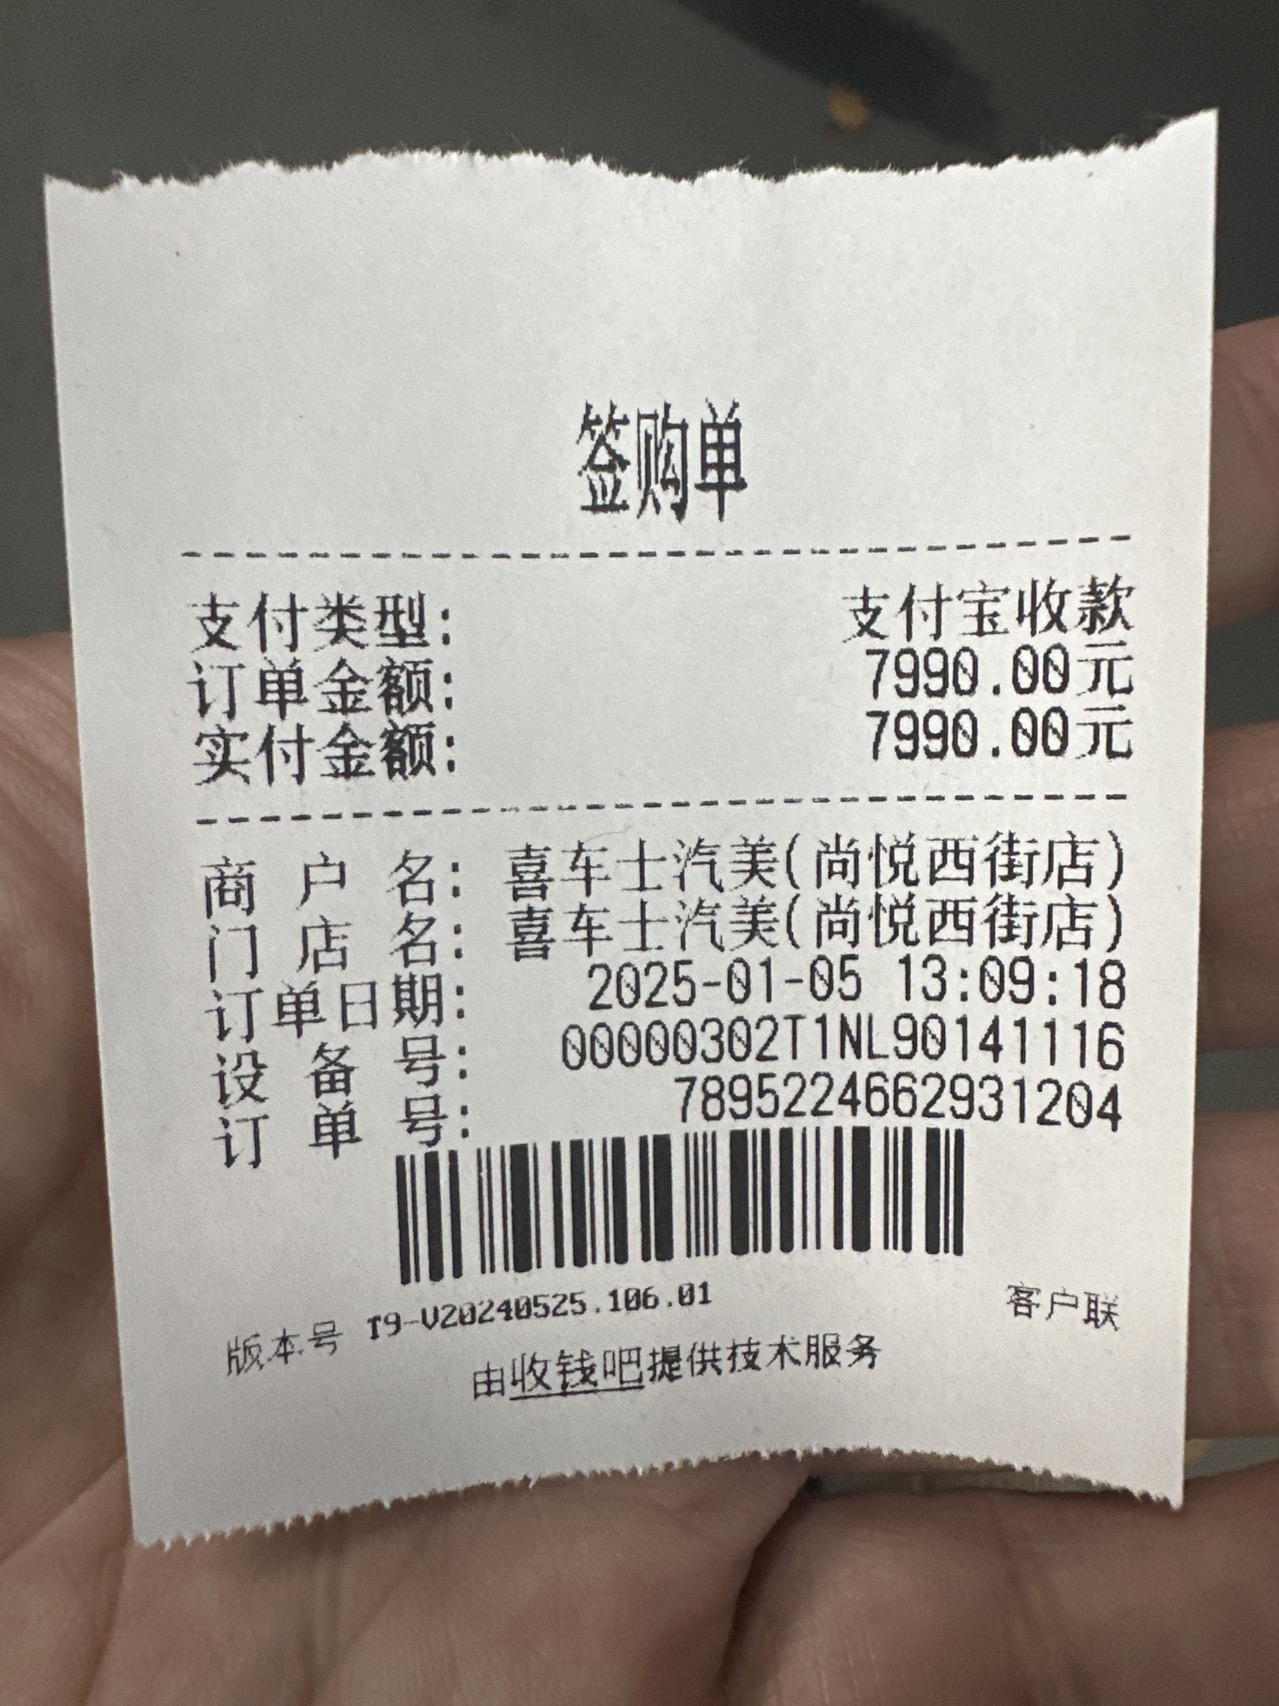 签购单
支付类型: 支付宝收款
订单金额: 7990.00元
实付金额: 7990.00元
商户名: 喜车士汽美(尚悦西街店)
门店名: 喜车士汽美(尚悦西街店)
订单日期: 2025-01-05 13:09:18
设备号: 00000302T1NL90141116
订单号: 7895224662931204
版本号 T9-V20240525.106.01 客户联
由收钱吧提供技术服务